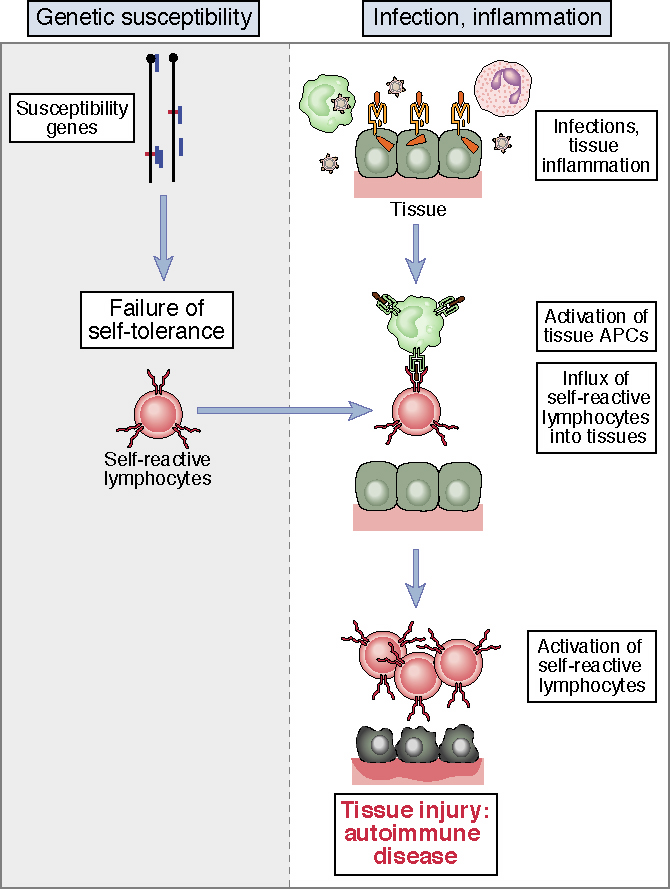 Genetic susceptibility
Infection, inflammation
Susceptibility
genes
Infections,
tissue
inflammation
Tissue
Failure of
self-tolerance
Activation of
tissue APCs
Influx of
self-reactive
lymphocytes
into tissues
Self-reactive
lymphocytes
Activation of
self-reactive
lymphocytes
Tissue injury:
autoimmune
disease